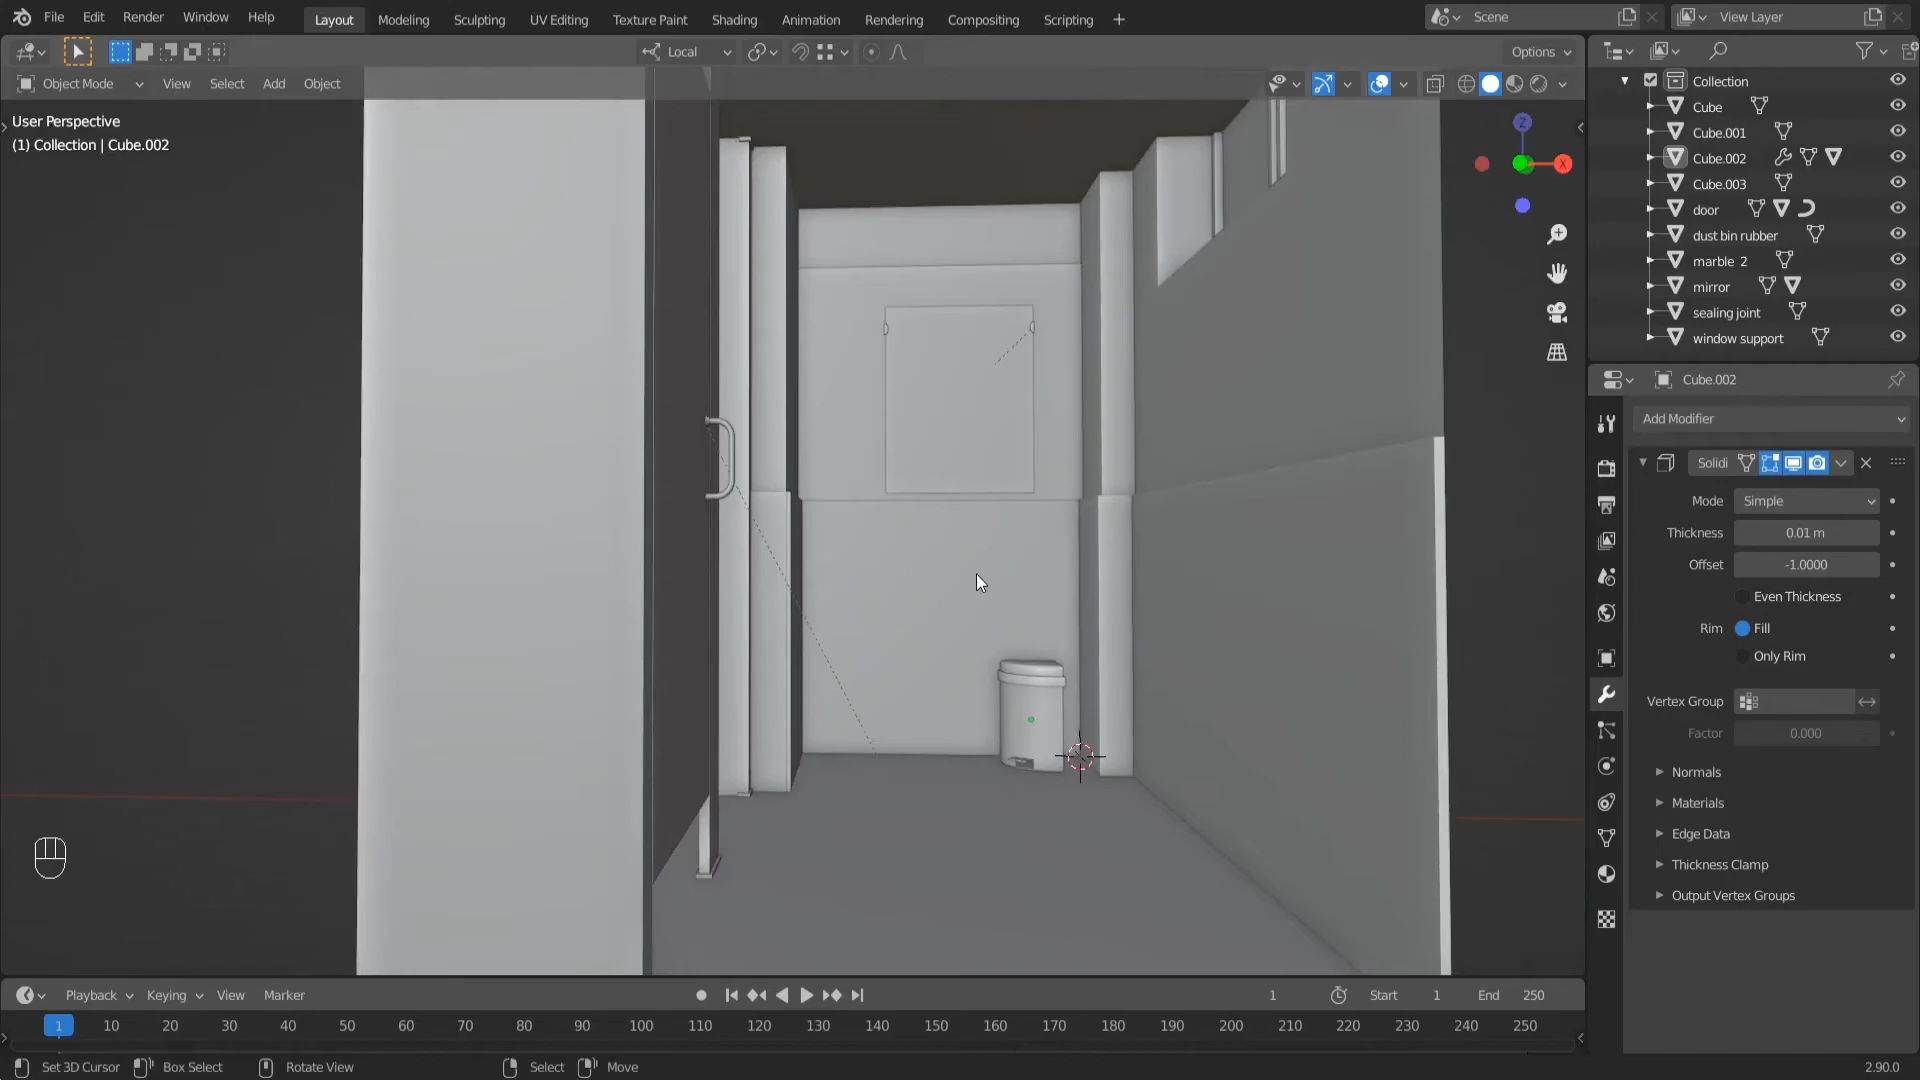 File Edit Render Window Help Layout Modeling Sculpting UV Editing Texture Paint Shading Animation Rendering Compositing Scripting + Scene View Layer
Local Options
Object Mode View Select Add Object
User Perspective
(1) Collection | Cube.002
Z
X
Collection
Cube
Cube.001
Cube.002
Cube.003
door
dust bin rubber
marble 2
mirror
sealing joint
window support
Cube.002
Add Modifier
Solidi
Mode Simple
Thickness 0.01 m
Offset -1.0000
Even Thickness
Rim Fill
Only Rim
Vertex Group
Factor 0.000
Normals
Materials
Edge Data
Thickness Clamp
Output Vertex Groups
Playback Keying View Marker 1 Start 1 End 250
1 10 20 30 40 50 60 70 80 90 100 110 120 130 140 150 160 170 180 190 200 210 220 230 240 250
Set 3D Cursor Box Select Rotate View Select Move 2.90.0